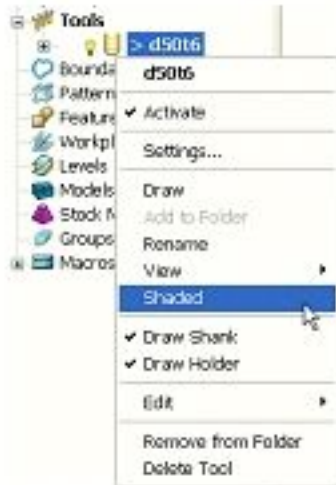 Tools
> d50t6
Bounda
Pattern
Feature
Workpl
Levels
Models
Stock M
Groups
Macros
d50t6
Activate
Settings...
Draw
Add to Folder
Rename
View
Shaded
Draw Shank
Draw Holder
Edit
Remove from Folder
Delete Tool